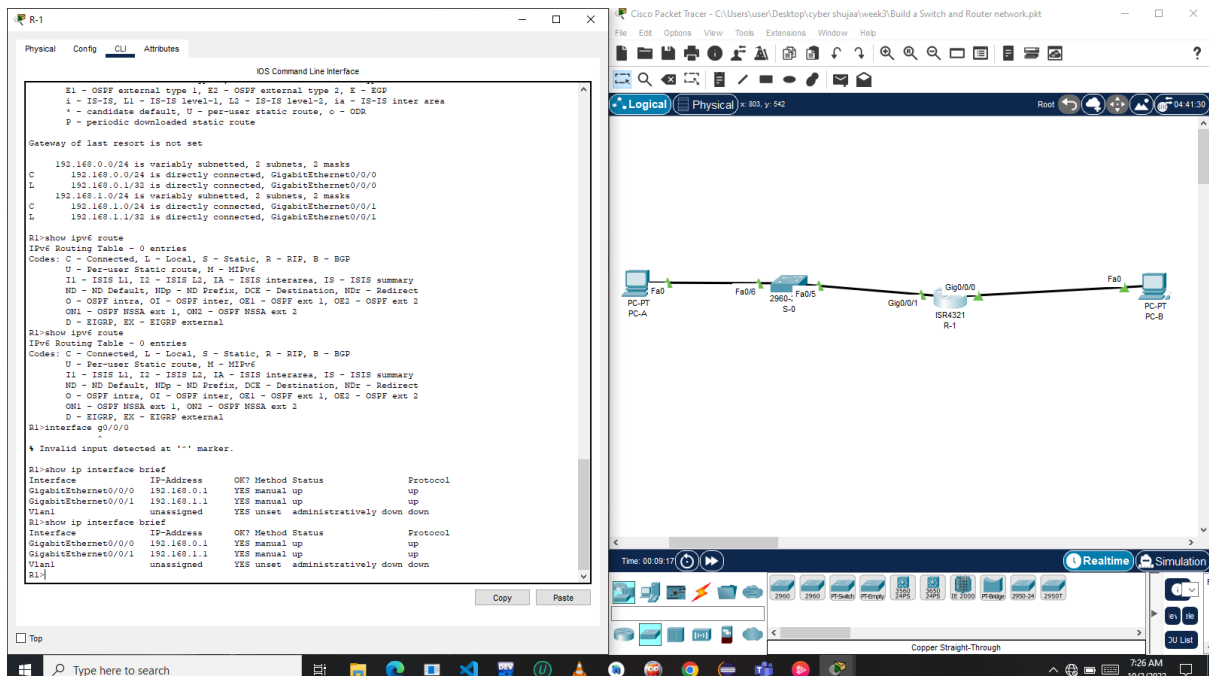 R-1
Physical Config CLI Attributes
IOS Command Line Interface
E1 - OSPF external type 1, E2 - OSPF external type 2, E - EGP
i - IS-IS, L1 - IS-IS level-1, L2 - IS-IS level-2, ia - IS-IS inter area
* - candidate default, U - per-user static route, o - ODR
P - periodic downloaded static route
Gateway of last resort is not set
192.168.0.0/24 is variably subnetted, 2 subnets, 2 masks
C 192.168.0.0/24 is directly connected, GigabitEthernet0/0/0
L 192.168.0.1/32 is directly connected, GigabitEthernet0/0/0
192.168.1.0/24 is variably subnetted, 2 subnets, 2 masks
C 192.168.1.0/24 is directly connected, GigabitEthernet0/0/1
L 192.168.1.1/32 is directly connected, GigabitEthernet0/0/1
R1>show ipv6 route
IPv6 Routing Table - 0 entries
Codes: C - Connected, L - Local, S - Static, R - RIP, B - BGP
U - Per-user Static route, M - MIPv6
I1 - ISIS L1, I2 - ISIS L2, IA - ISIS interarea, IS - ISIS summary
ND - ND Default, NDp - ND Prefix, DCE - Destination, NDr - Redirect
O - OSPF intra, OI - OSPF inter, OE1 - OSPF ext 1, OE2 - OSPF ext 2
ON1 - OSPF NSSA ext 1, ON2 - OSPF NSSA ext 2
D - EIGRP, EX - EIGRP external
R1>show ipv6 route
IPv6 Routing Table - 0 entries
Codes: C - Connected, L - Local, S - Static, R - RIP, B - BGP
U - Per-user Static route, M - MIPv6
I1 - ISIS L1, I2 - ISIS L2, IA - ISIS interarea, IS - ISIS summary
ND - ND Default, NDp - ND Prefix, DCE - Destination, NDr - Redirect
O - OSPF intra, OI - OSPF inter, OE1 - OSPF ext 1, OE2 - OSPF ext 2
ON1 - OSPF NSSA ext 1, ON2 - OSPF NSSA ext 2
D - EIGRP, EX - EIGRP external
R1>interface g0/0/0
^
% Invalid input detected at '^' marker.
R1>show ip interface brief
Interface IP-Address OK? Method Status Protocol
GigabitEthernet0/0/0 192.168.0.1 YES manual up up
GigabitEthernet0/0/1 192.168.1.1 YES manual up up
Vlan1 unassigned YES unset administratively down down
R1>show ip interface brief
Interface IP-Address OK? Method Status Protocol
GigabitEthernet0/0/0 192.168.0.1 YES manual up up
GigabitEthernet0/0/1 192.168.1.1 YES manual up up
Vlan1 unassigned YES unset administratively down down
R1>
Copy Paste
Top
Cisco Packet Tracer - C:\Users\user\Desktop\cyber shujaa\week3\Build a Switch and Router network.pkt
File Edit Options View Tools Extensions Window Help
?
Logical Physical x: 803, y: 542 Root 04:41:30
Fa0 Fa0/6 Fa0/5 Gig0/0/1 Gig0/0/0 Fa0
PC-PT
PC-A
2960-
S-0
ISR4321
R-1
PC-PT
PC-B
Time: 00:09:17 Realtime Simulation
2960 2960 PT-Switch PT-Empty 3560 24PS 3650 24PS IE 2000 PT-Bridge 2950-24 2950T
Copper Straight-Through
DU List
Type here to search
DEV
7:26 AM